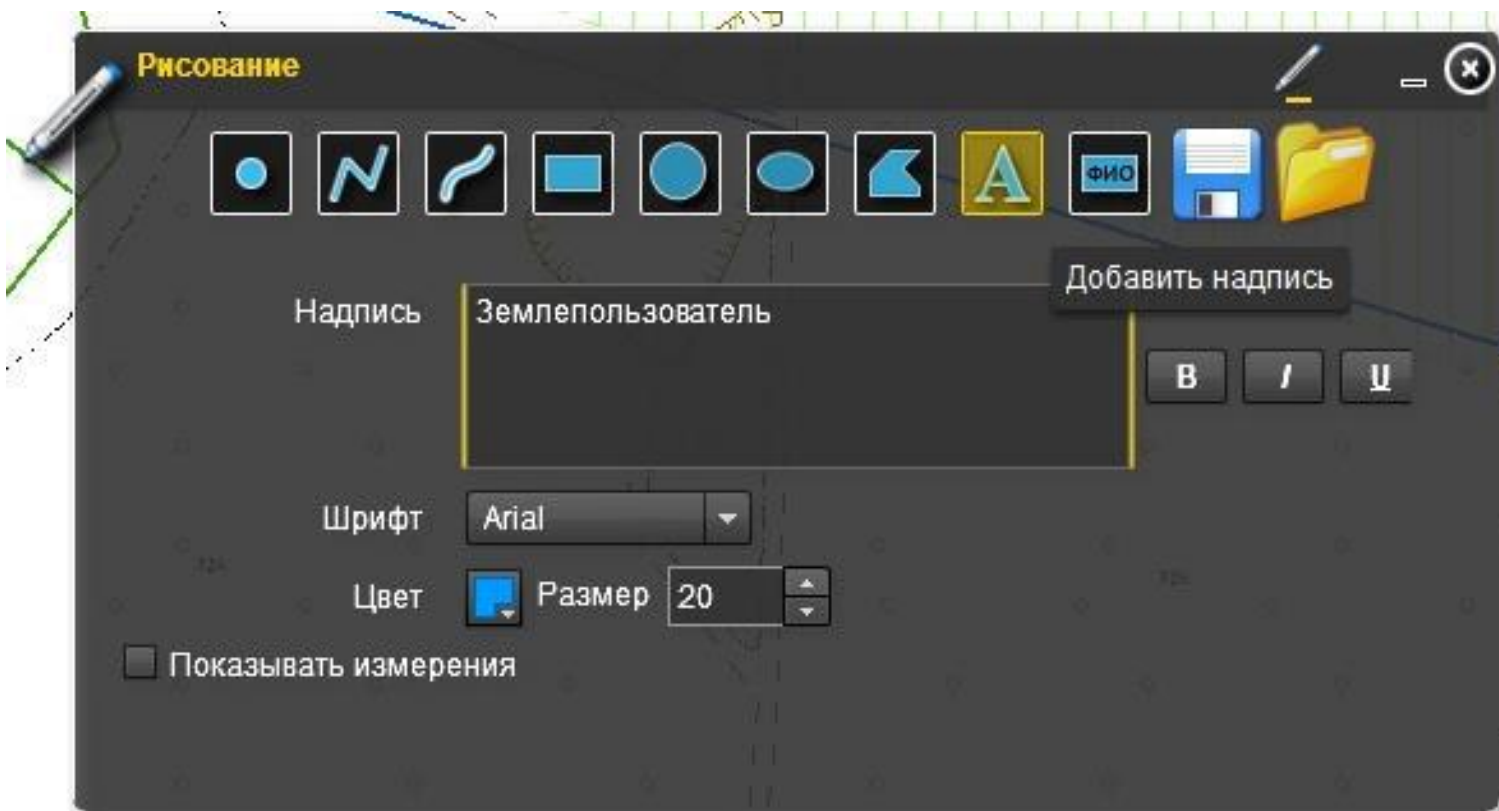 Рисование
A
ФИО
Добавить надпись
Надпись
Землепользователь
B I U
Шрифт
Arial
Цвет
Размер
20
Показывать измерения